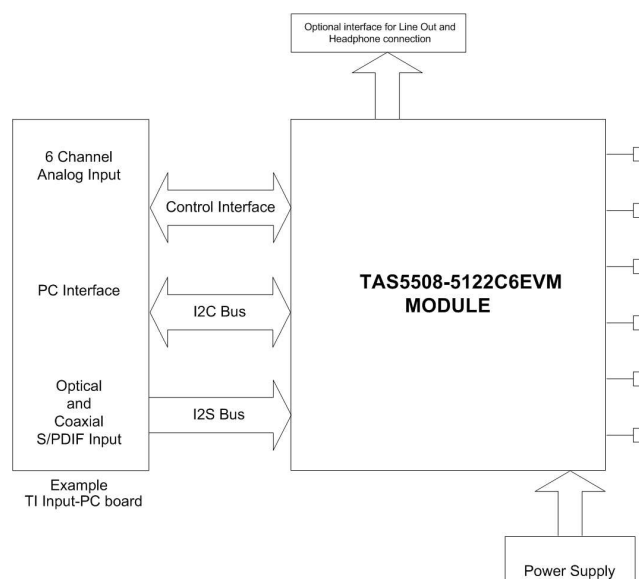 Optional interface for Line Out and
Headphone connection
6 Channel
Analog Input
Control Interface
TAS5508-5122C6EVM
MODULE
PC Interface
I2C Bus
Optical
and
Coaxial
S/PDIF Input
I2S Bus
Example
TI Input-PC board
Power Supply